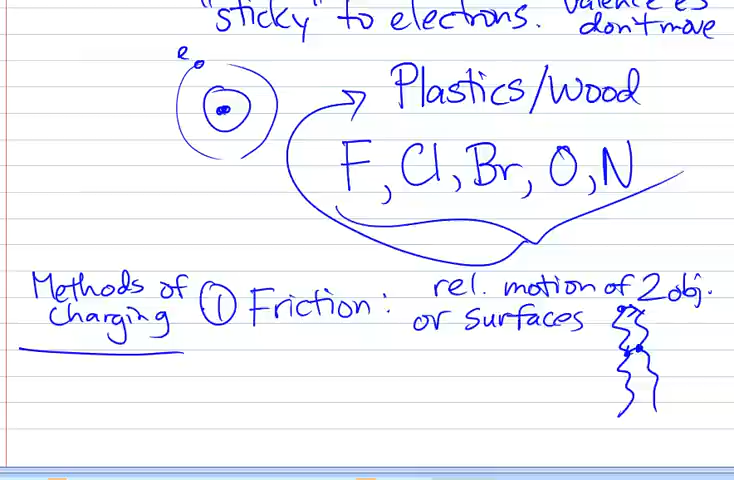 "sticky" to electrons. valence e's
don't move
e
Plastics/Wood
F, Cl, Br, O, N
Methods of
charging
① Friction: rel. motion of 2 obj.
or surfaces